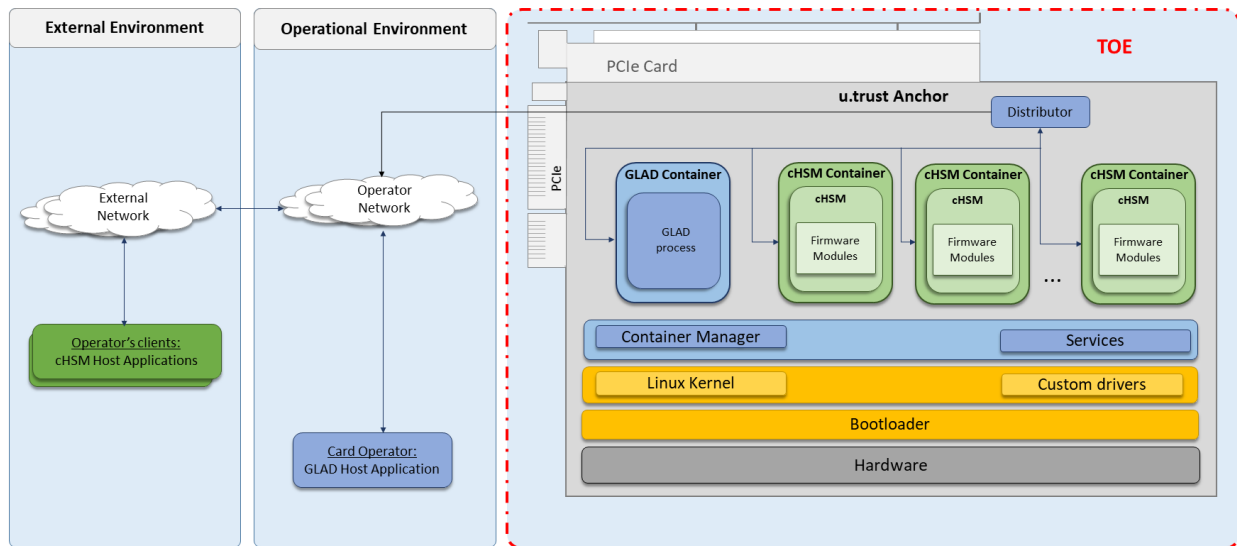 External Environment
Operational Environment
TOE
PCIe Card
u.trust Anchor
Distributor
PCIe
External
Network
Operator
Network
GLAD Container
GLAD
process
cHSM Container
cHSM
Firmware
Modules
cHSM Container
cHSM
Firmware
Modules
...
cHSM Container
cHSM
Firmware
Modules
Operator's clients:
cHSM Host Applications
Card Operator:
GLAD Host Application
Container Manager
Services
Linux Kernel
Custom drivers
Bootloader
Hardware